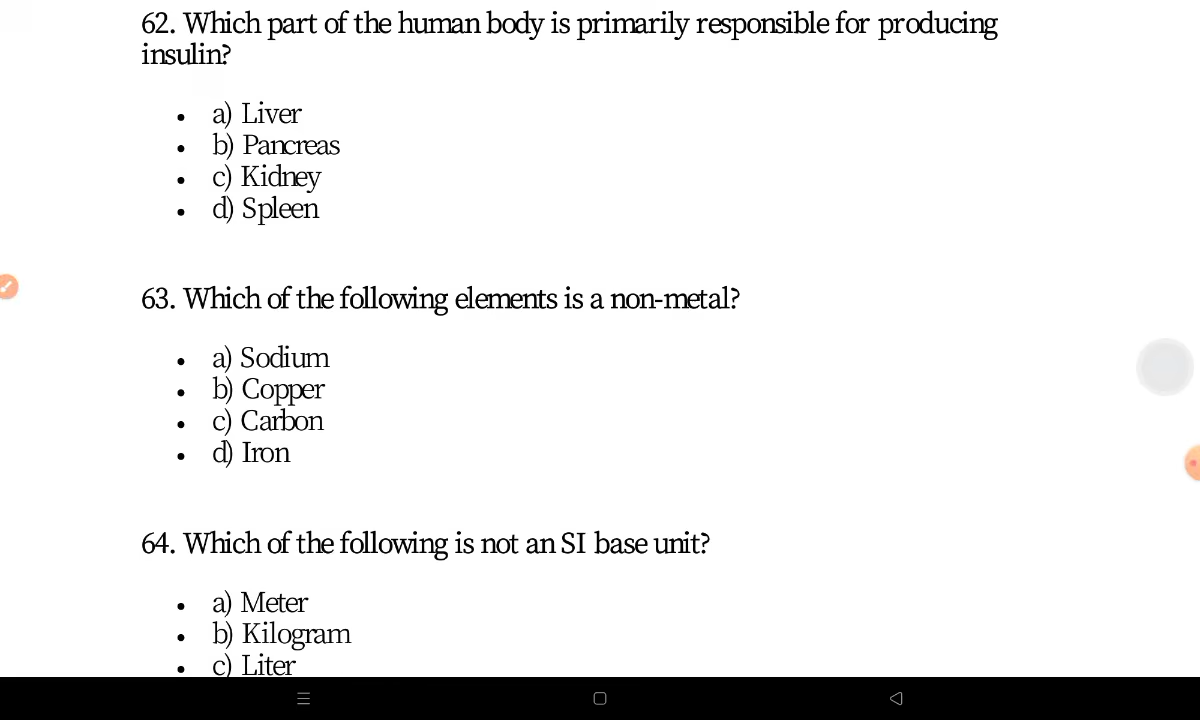 62. Which part of the human body is primarily responsible for producing
insulin?
• a) Liver
• b) Pancreas
• c) Kidney
• d) Spleen
63. Which of the following elements is a non-metal?
• a) Sodium
• b) Copper
• c) Carbon
• d) Iron
64. Which of the following is not an SI base unit?
• a) Meter
• b) Kilogram
• c) Liter